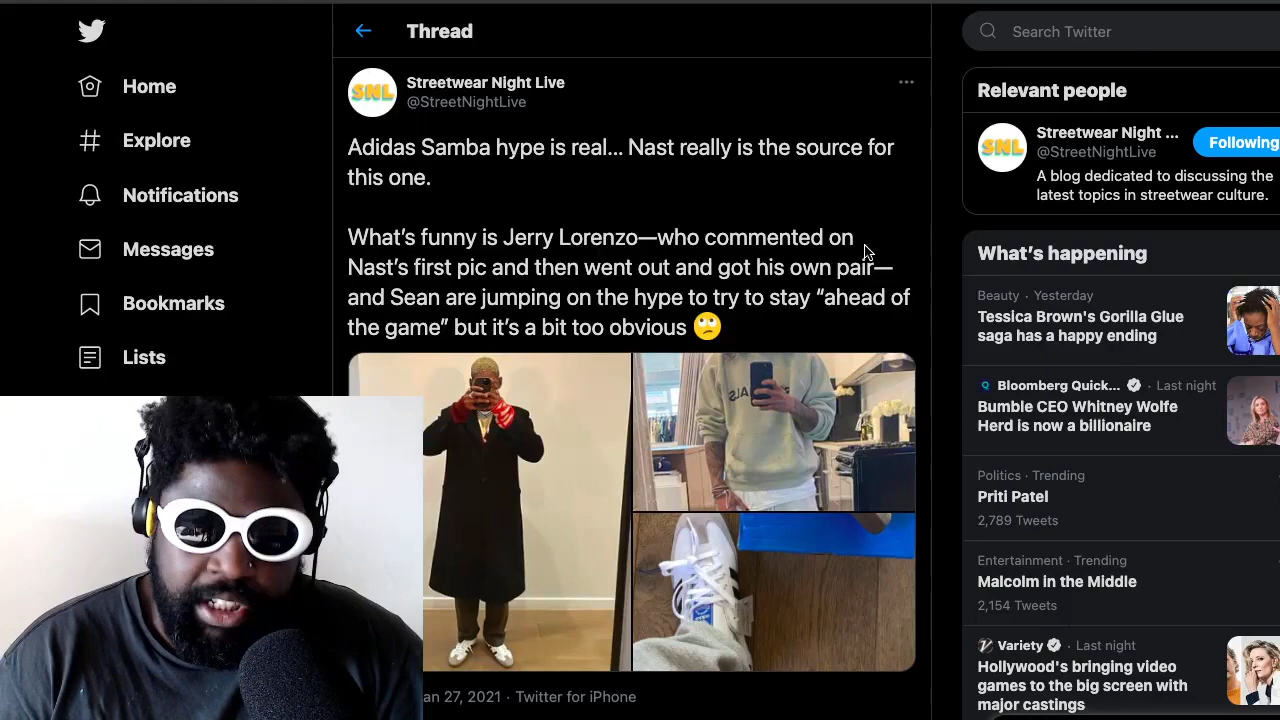 Home
Explore
Notifications
Messages
Bookmarks
Lists
Thread
SNL
Streetwear Night Live
@StreetNightLive
Adidas Samba hype is real... Nast really is the source for
this one.
What's funny is Jerry Lorenzo—who commented on
Nast's first pic and then went out and got his own pair—
and Sean are jumping on the hype to try to stay “ahead of
the game” but it's a bit too obvious 🙄
an 27, 2021 · Twitter for iPhone
Search Twitter
Relevant people
SNL
Streetwear Night ...
@StreetNightLive
Following
A blog dedicated to discussing the
latest topics in streetwear culture.
What's happening
Beauty · Yesterday
Tessica Brown's Gorilla Glue
saga has a happy ending
Bloomberg Quick... · Last night
Bumble CEO Whitney Wolfe
Herd is now a billionaire
Politics · Trending
Priti Patel
2,789 Tweets
Entertainment · Trending
Malcolm in the Middle
2,154 Tweets
Variety · Last night
Hollywood's bringing video
games to the big screen with
major castings